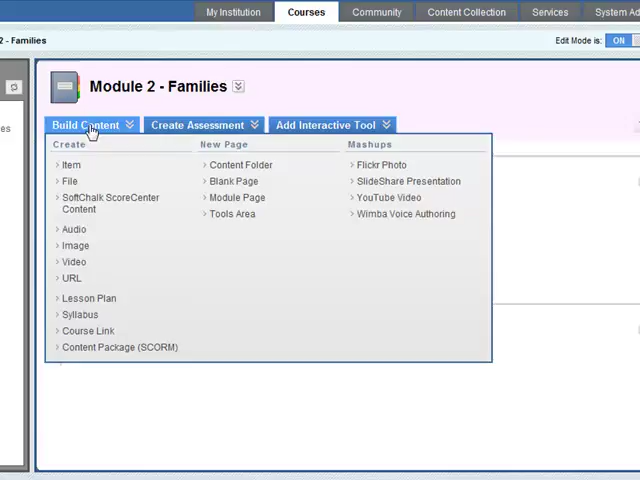 My Institution Courses Community Content Collection Services System Ad
2 - Families Edit Mode is: ON
Module 2 - Families
es
Build Content Create Assessment Add Interactive Tool
Create New Page Mashups
Item Content Folder Flickr Photo
File Blank Page SlideShare Presentation
SoftChalk ScoreCenter Module Page YouTube Video
Content Tools Area Wimba Voice Authoring
Audio
Image
Video
URL
Lesson Plan
Syllabus
Course Link
Content Package (SCORM)